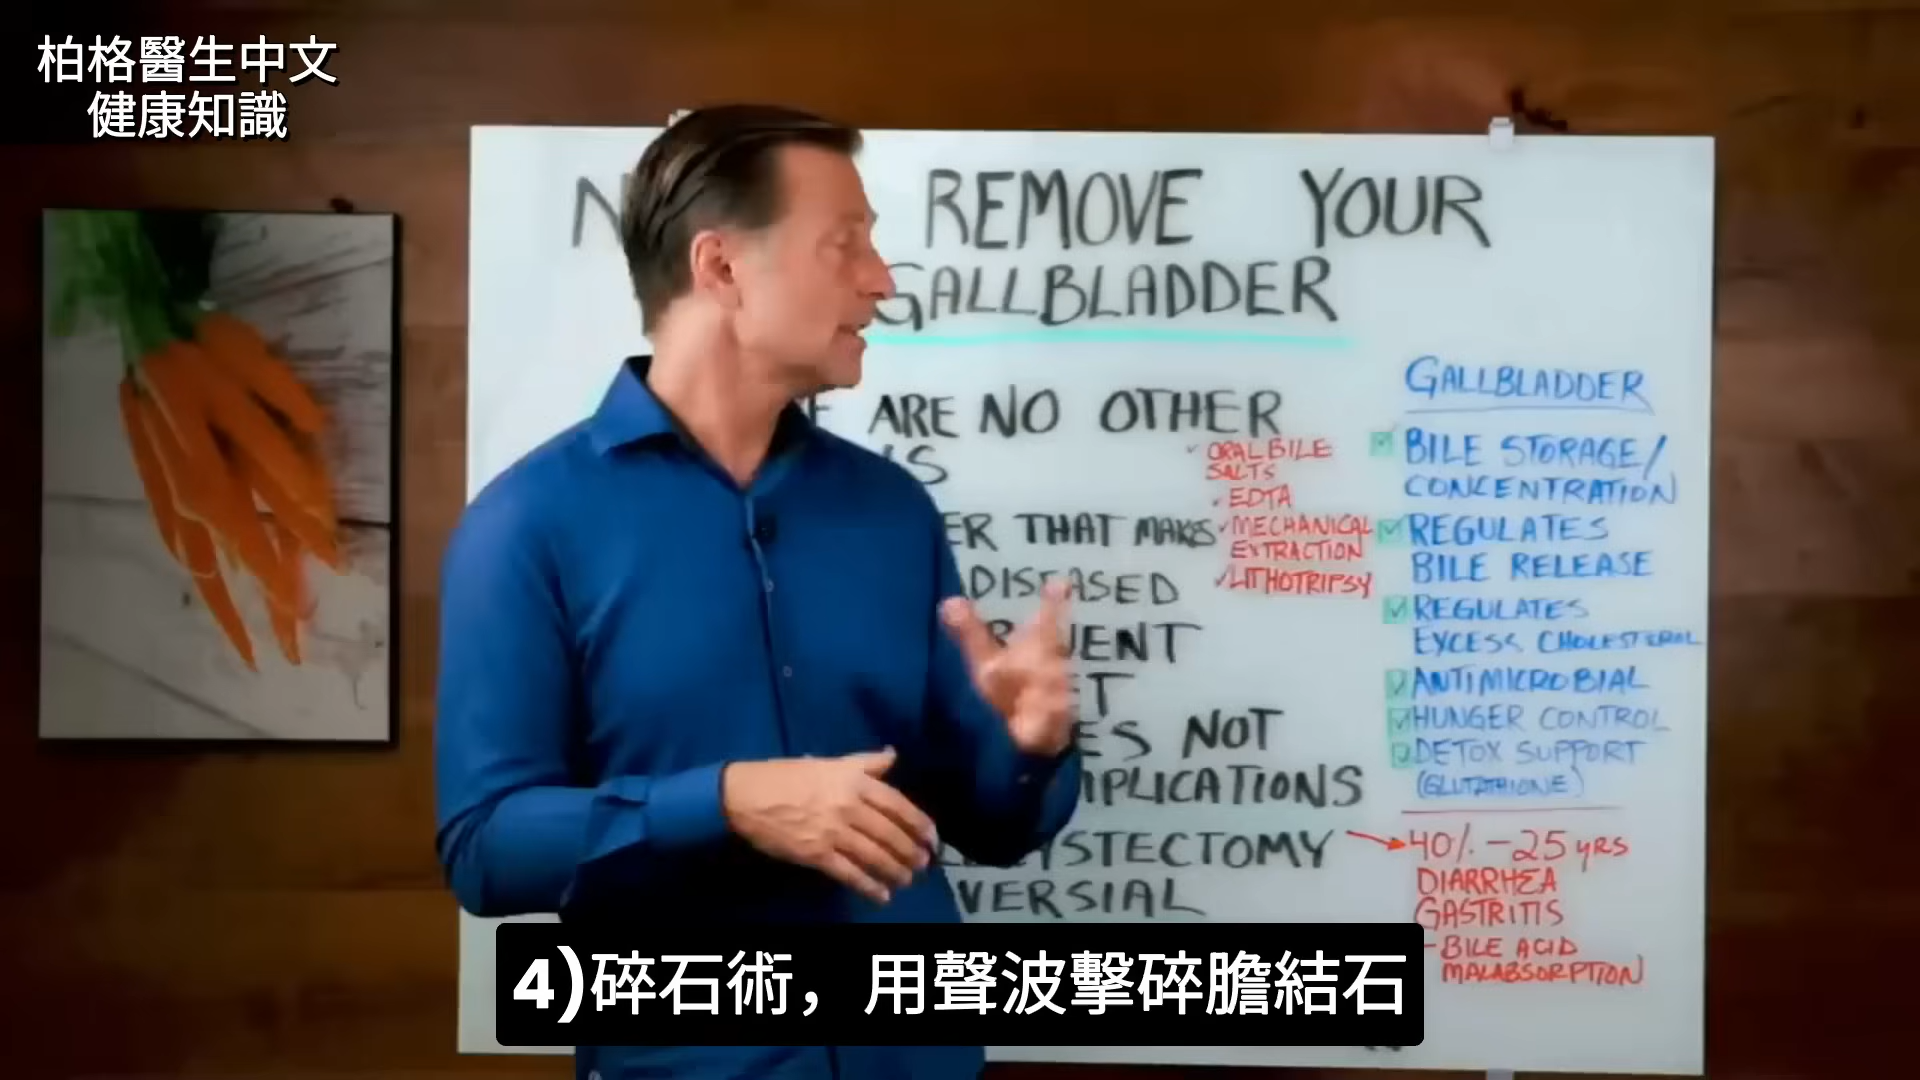 柏格醫生中文
健康知識
REMOVE YOUR
GALLBLADDER
ARE NO OTHER
THAT MAKES
DISEASED
NOT
ORAL BILE
SALTS
EDTA
MECHANICAL
EXTRACTION
LITHOTRIPSY
GALLBLADDER
BILE STORAGE/
CONCENTRATION
REGULATES
BILE RELEASE
REGULATES
EXCESS CHOLESTEROL
ANTIMICROBIAL
HUNGER CONTROL
DETOX SUPPORT
(GLUTATHIONE)
40% - 25 YRS
DIARRHEA
GASTRITIS
- BILE ACID
MALABSORPTION
4)碎石術，用聲波擊碎膽結石